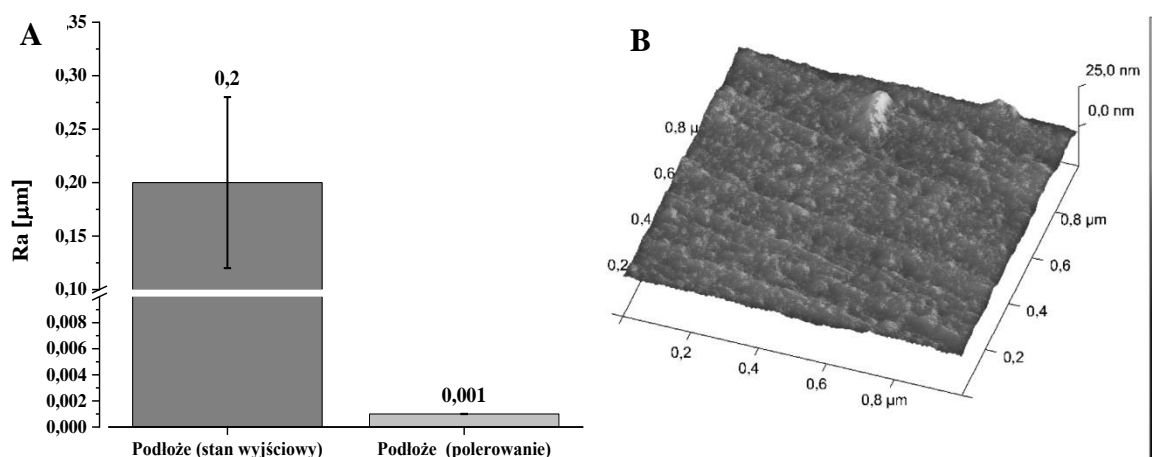 A
Ra [µm]
,35
0,30
0,25
0,20
0,15
0,10
0,008
0,006
0,004
0,002
0,000
0,2
0,001
Podłoże (stan wyjściowy)
Podłoże (polerowanie)
B
25,0 nm
0,0 nm
0,8 µ
0,6
0,4
0,2
0,2
0,4
0,6
0,8 µm
0,8 µm
0,6
0,4
0,2